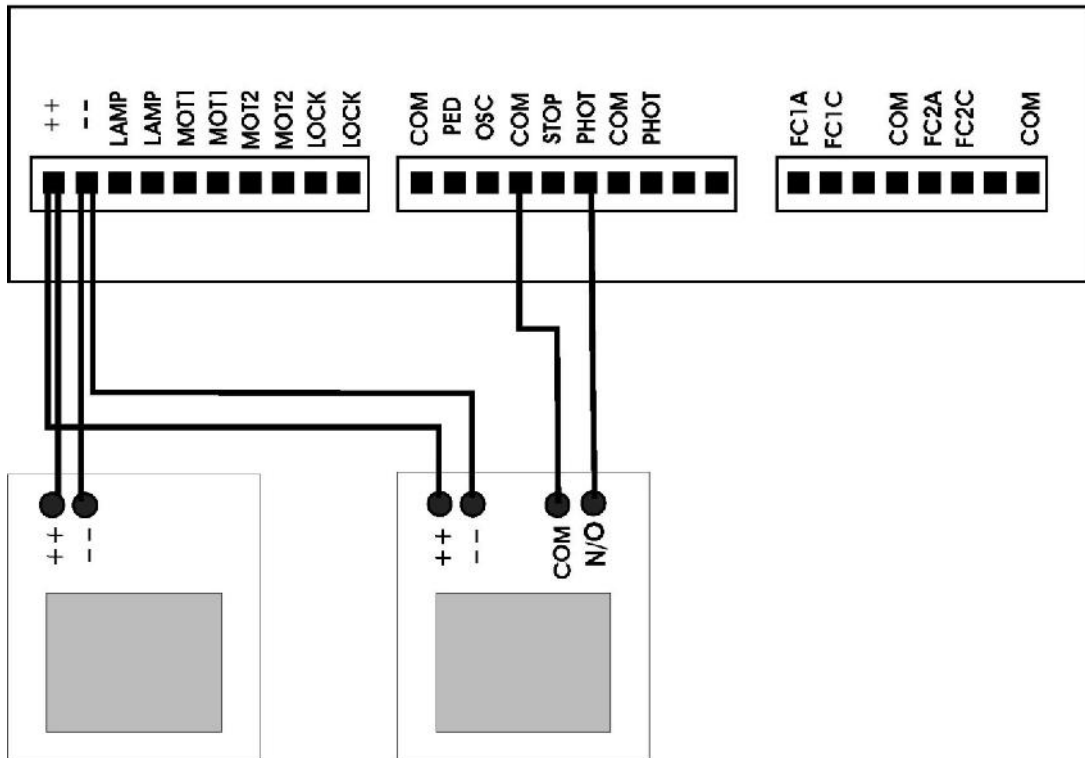 ++
--
LAMP
LAMP
MOT1
MOT1
MOT2
MOT2
LOCK
LOCK
COM
PED
OSC
COM
STOP
PHOT
COM
PHOT
FC1A
FC1C
COM
FC2A
FC2C
COM
++
--
++
--
COM
N/O